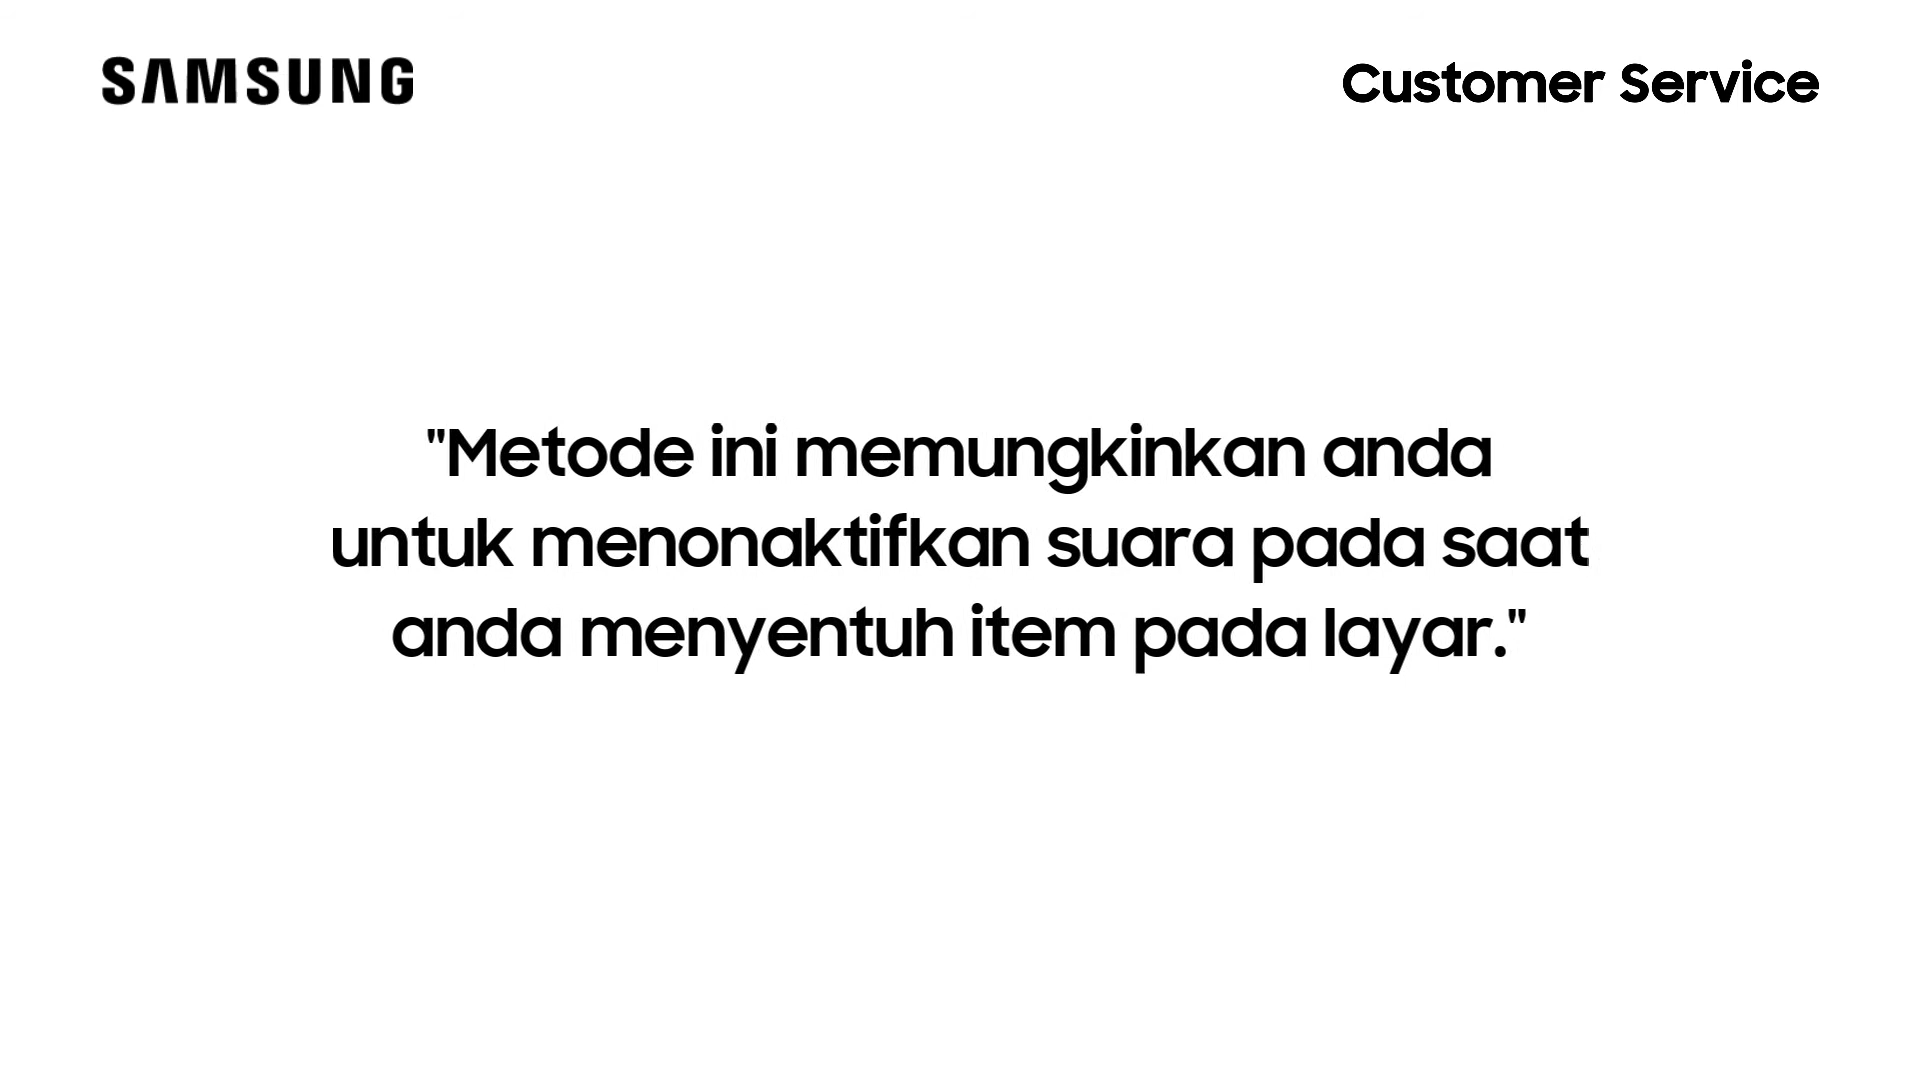 SAMSUNG
Customer Service
"Metode ini memungkinkan anda
untuk menonaktifkan suara pada saat
anda menyentuh item pada layar."